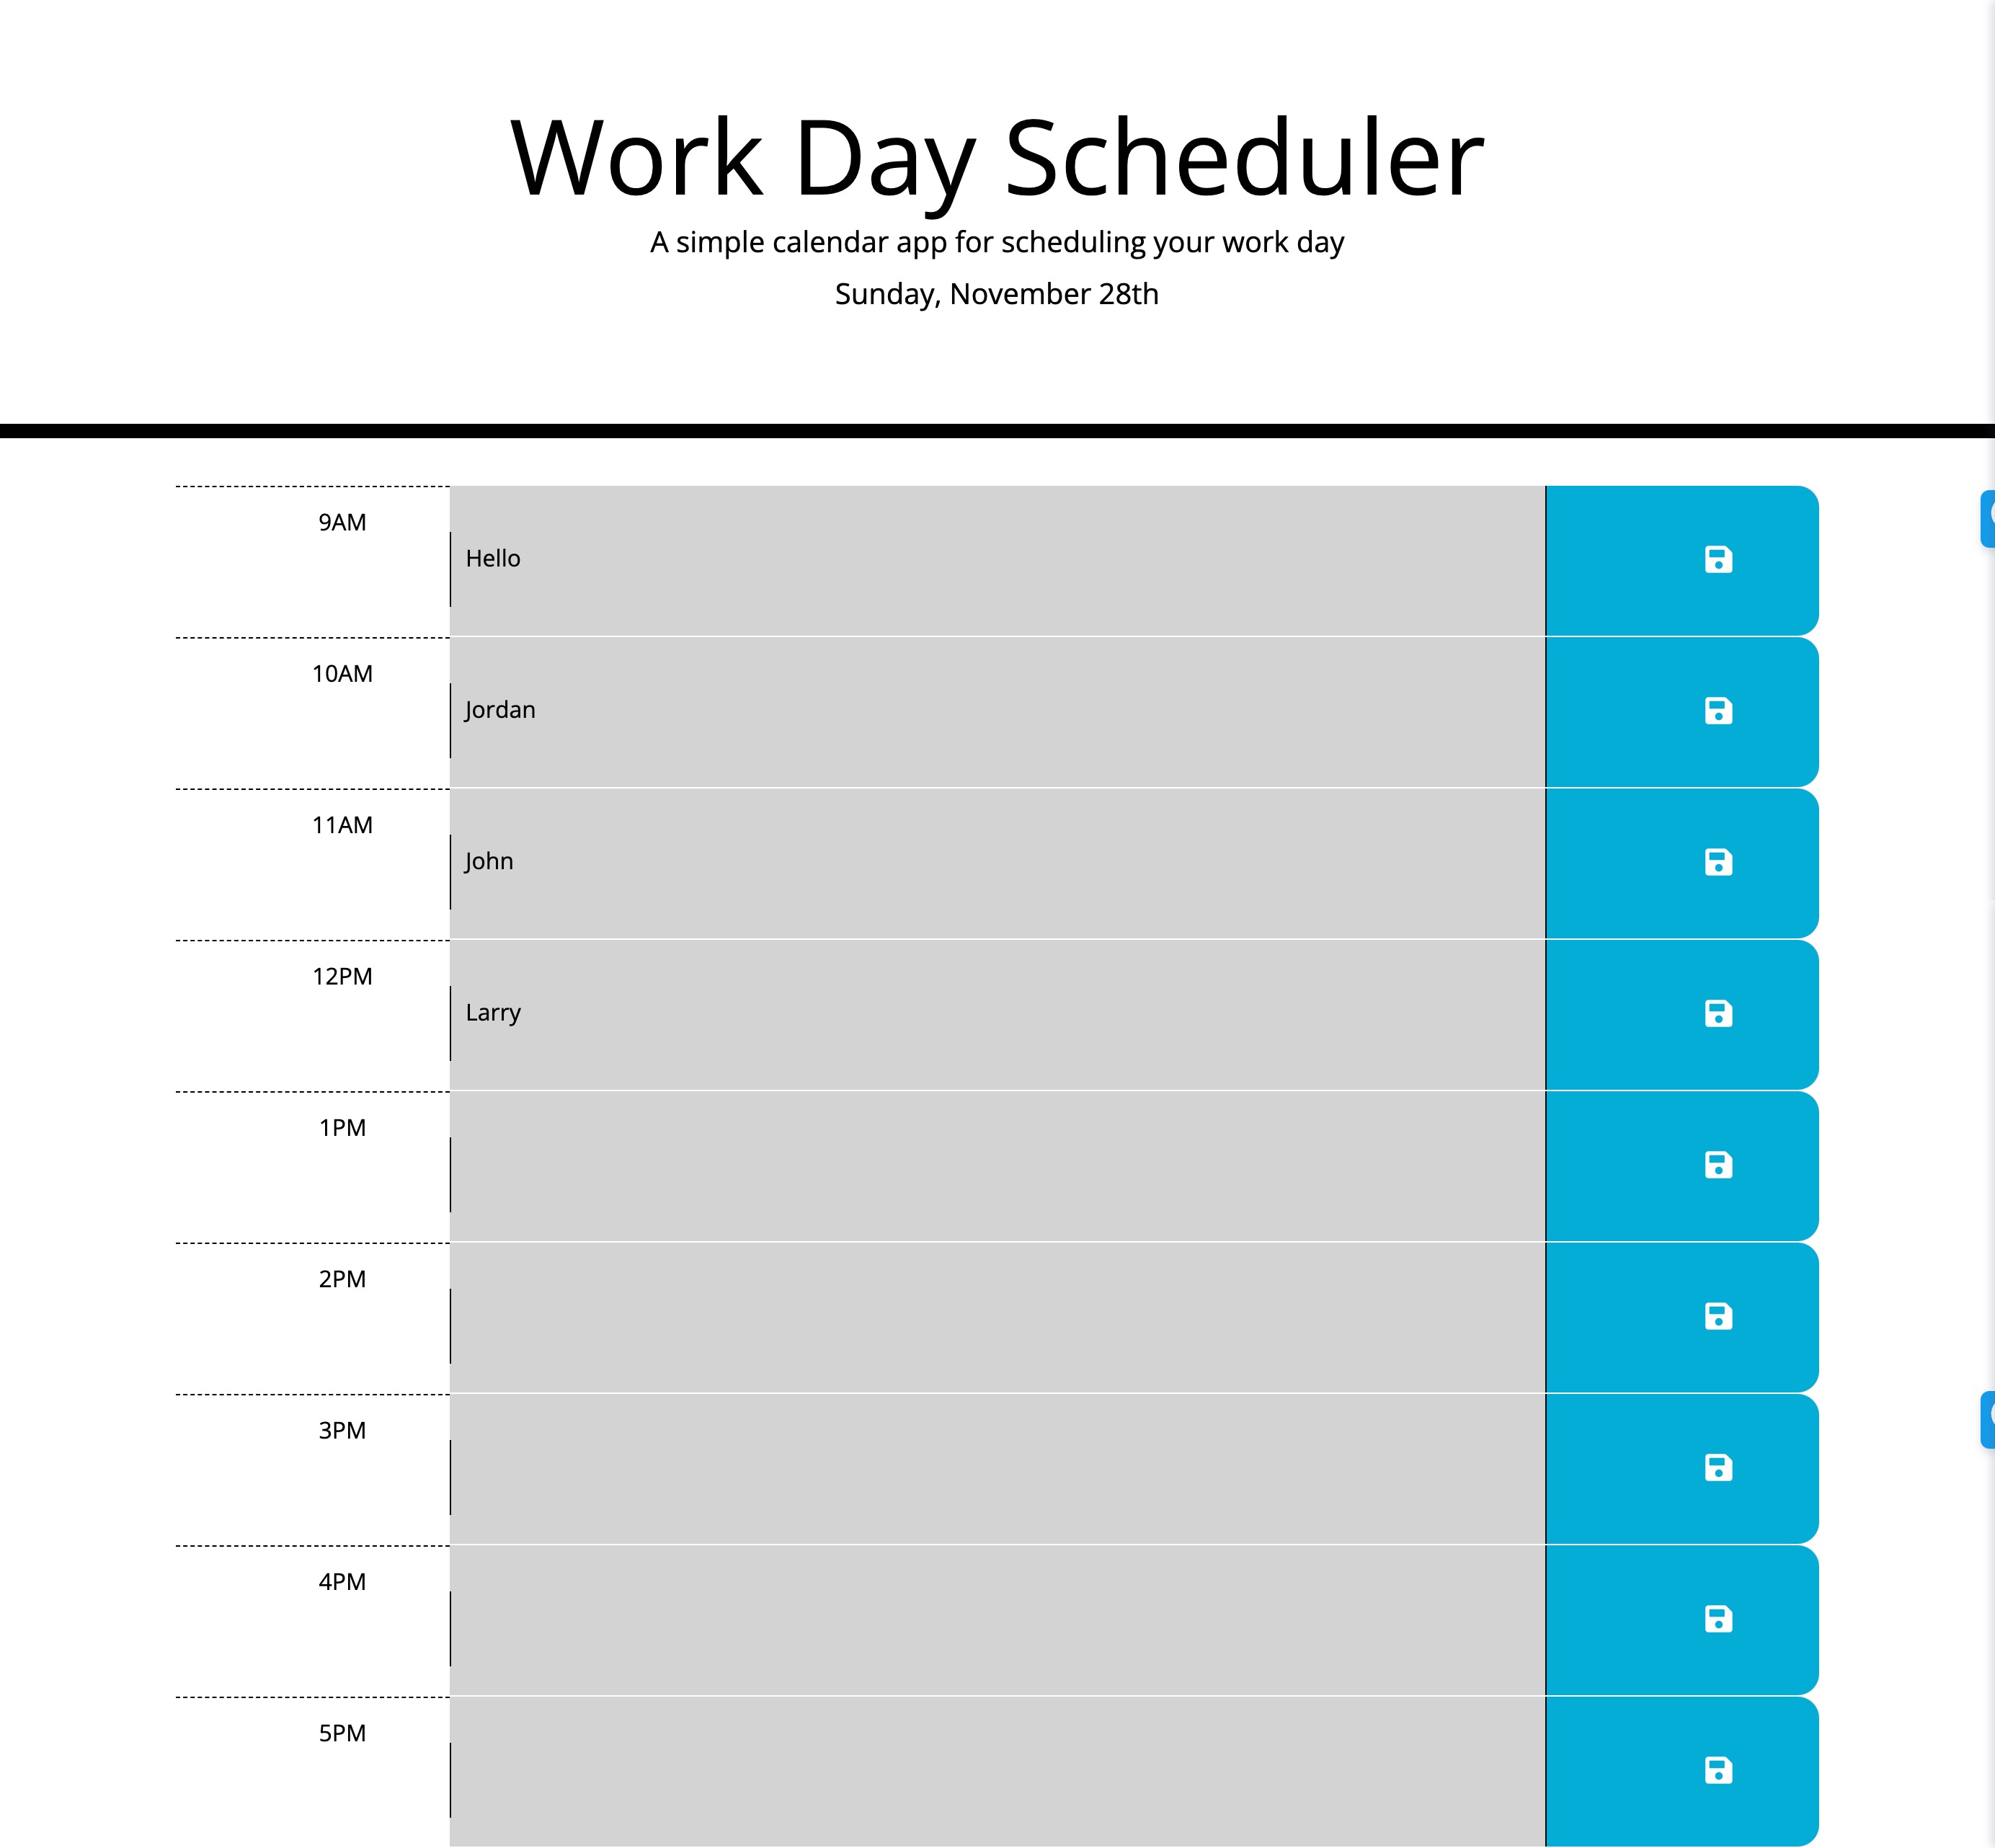 Work Day Scheduler
A simple calendar app for scheduling your work day
Sunday, November 28th
9AM
Hello
10AM
Jordan
11AM
John
12PM
Larry
1PM
2PM
3PM
4PM
5PM